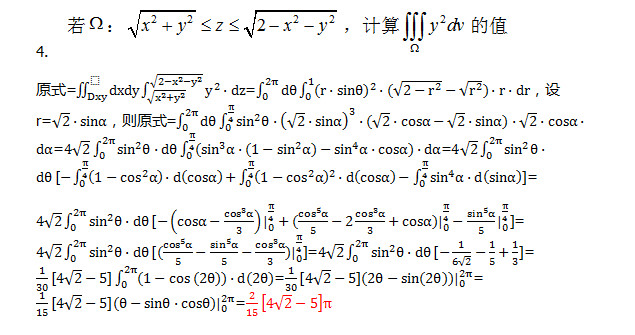 若 Ω： √(x² + y²) ≤ z ≤ √(2 − x² − y²) ，计算∭_Ω y²dv 的值
4.
原式=∬_Dxy^⬚ dxdy∫_{√(x²+y²)}^{√(2−x²−y²)} y² · dz=∫_0^{2π} dθ ∫_0^1(r · sinθ)² · (√(2 − r²) − √(r²)) · r · dr，设
r=√2 · sinα，则原式=∫_0^{2π} dθ ∫_0^{π/4} sin²θ · (√2 · sinα)³ · (√2 · cosα − √2 · sinα) · √2 · cosα ·
dα=4√2 ∫_0^{2π} sin²θ · dθ ∫_0^{π/4}(sin³α · (1 − sin²α) − sin⁴α · cosα) · dα=4√2 ∫_0^{2π} sin²θ ·
dθ [− ∫_0^{π/4}(1 − cos²α) · d(cosα) + ∫_0^{π/4}(1 − cos²α)² · d(cosα) − ∫_0^{π/4} sin⁴α · d(sinα)]=
4√2 ∫_0^{2π} sin²θ · dθ [− (cosα − cos³α/3) |_0^{π/4} + (cos⁵α/5 − 2 cos³α/3 + cosα)|_0^{π/4} − sin⁵α/5 |_0^{π/4}]=
4√2 ∫_0^{2π} sin²θ · dθ [(cos⁵α/5 − sin⁵α/5 − cos³α/3)|_0^{π/4}]=4√2 ∫_0^{2π} sin²θ · dθ [− 1/(6√2) − 1/5 + 1/3]=
1/30 [4√2 − 5] ∫_0^{2π}(1 − cos (2θ)) · d(2θ)=1/30 [4√2 − 5](2θ − sin(2θ))|_0^{2π}=
1/15 [4√2 − 5](θ − sinθ · cosθ)|_0^{2π}=2/15 [4√2 − 5]π